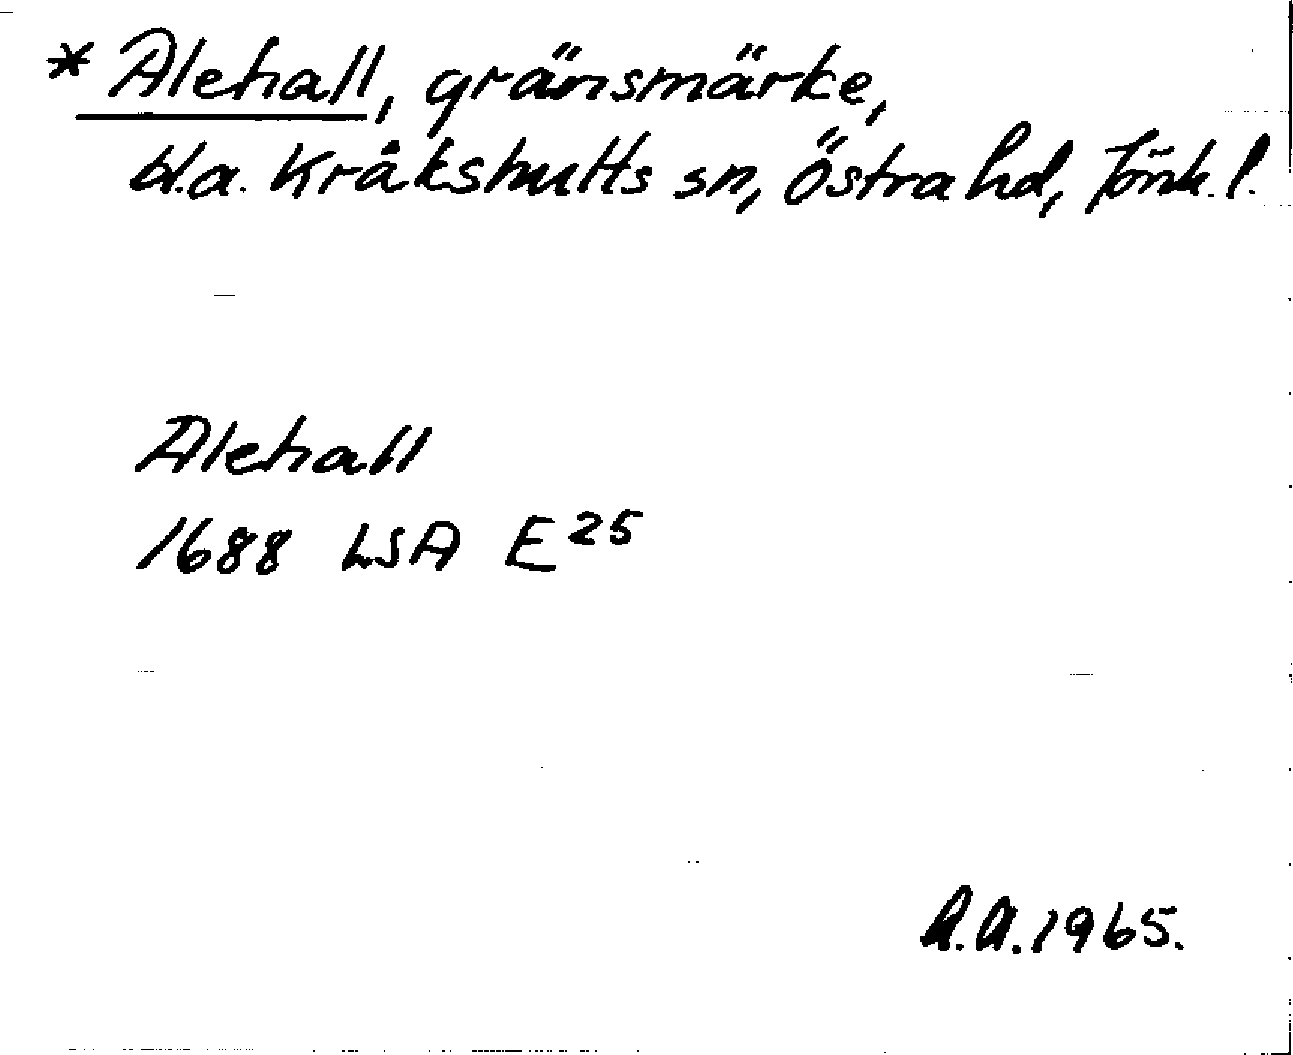 * Alehall, gränsmärke,
bl.a. Kråkshults sn, Östra hd, Jönk. l.
Alehall
1688 LSA E25
A.A. 1965.